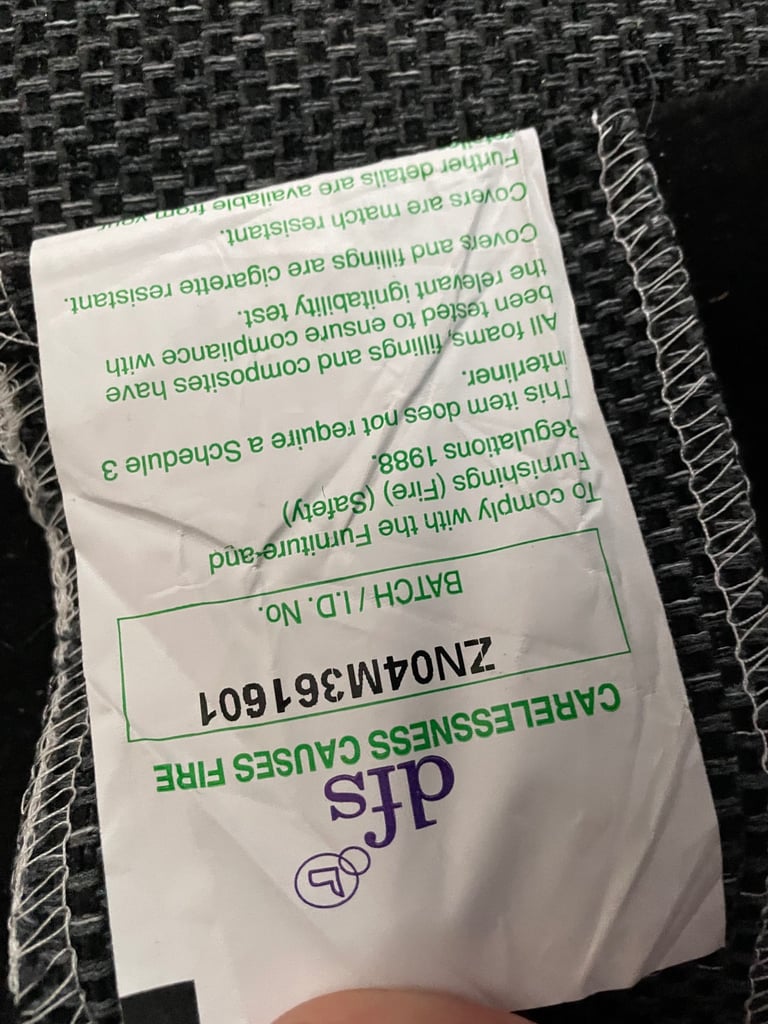 dfs
CARELESSNESS CAUSES FIRE
ZN04M361601
BATCH / I.D. No.
To comply with the Furniture and
Furnishings (Fire) (Safety)
Regulations 1988.
This item does not require a Schedule 3
interliner.
All foams, fillings and composites have
been tested to ensure compliance with
the relevant ignitability test.
Covers and fillings are cigarette resistant.
Covers are match resistant.
Further details are available from your